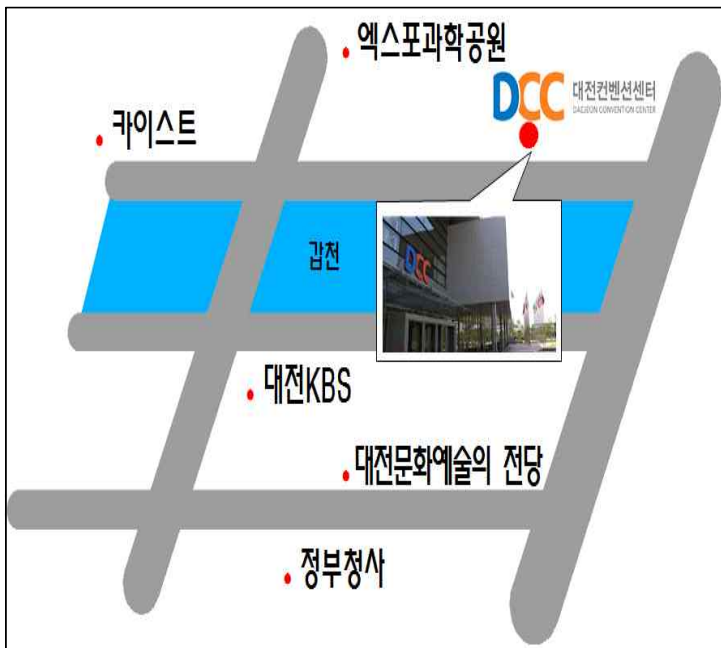 엑스포과학공원
DCC 대전컨벤션센터
DAEJEON CONVENTION CENTER
카이스트
갑천
DCC
대전KBS
대전문화예술의 전당
정부청사